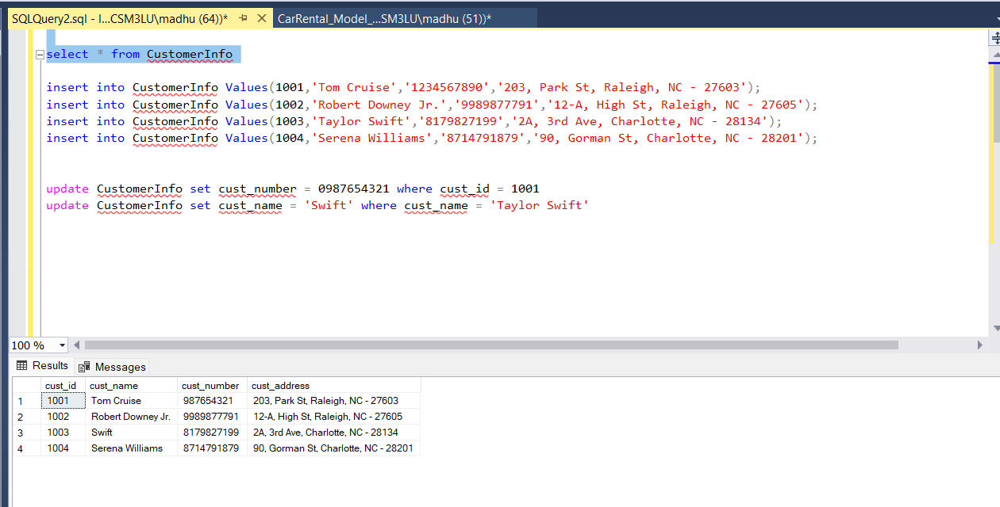 SQLQuery2.sql - I...CSM3LU\madhu (64))* CarRental_Model_...SM3LU\madhu (51))*
select * from CustomerInfo
insert into CustomerInfo Values(1001,'Tom Cruise','1234567890','203, Park St, Raleigh, NC - 27603');
insert into CustomerInfo Values(1002,'Robert Downey Jr.','9989877791','12-A, High St, Raleigh, NC - 27605');
insert into CustomerInfo Values(1003,'Taylor Swift','8179827199','2A, 3rd Ave, Charlotte, NC - 28134');
insert into CustomerInfo Values(1004,'Serena Williams','8714791879','90, Gorman St, Charlotte, NC - 28201');
update CustomerInfo set cust_number = 0987654321 where cust_id = 1001
update CustomerInfo set cust_name = 'Swift' where cust_name = 'Taylor Swift'
100 %
Results Messages
cust_id cust_name cust_number cust_address
1 1001 Tom Cruise 987654321 203, Park St, Raleigh, NC - 27603
2 1002 Robert Downey Jr. 9989877791 12-A, High St, Raleigh, NC - 27605
3 1003 Swift 8179827199 2A, 3rd Ave, Charlotte, NC - 28134
4 1004 Serena Williams 8714791879 90, Gorman St, Charlotte, NC - 28201